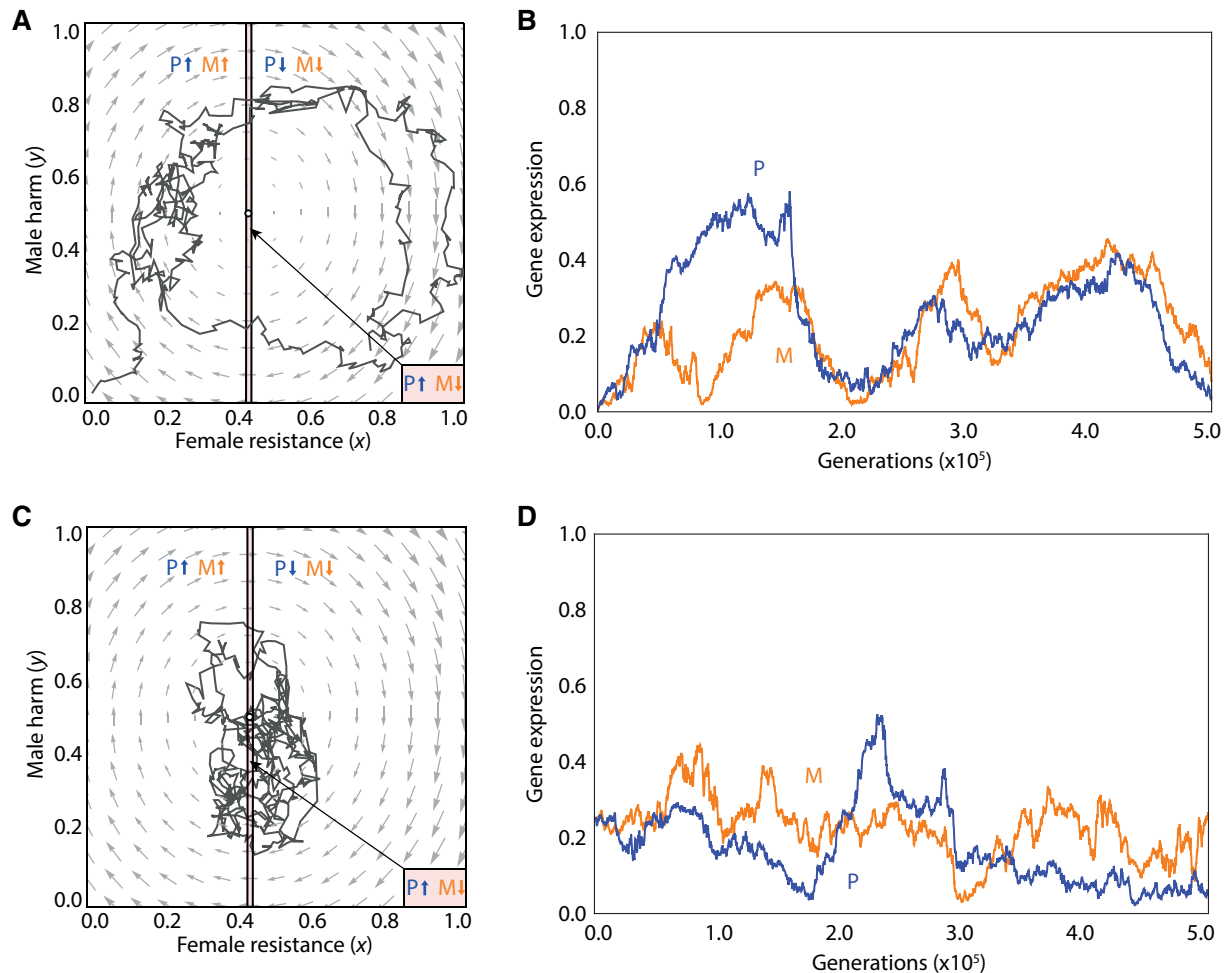 A
1.0
0.8
0.6
0.4
0.2
0.0
Male harm (y)
P⬆ M⬆ P⬇ M⬇
P⬆ M⬇
0.0 0.2 0.4 0.6 0.8 1.0
Female resistance (x)
B
1.0
0.8
0.6
0.4
0.2
0.0
Gene expression
P
M
0.0 1.0 2.0 3.0 4.0 5.0
Generations (x10⁵)
C
1.0
0.8
0.6
0.4
0.2
0.0
Male harm (y)
P⬆ M⬆ P⬇ M⬇
P⬆ M⬇
0.0 0.2 0.4 0.6 0.8 1.0
Female resistance (x)
D
1.0
0.8
0.6
0.4
0.2
0.0
Gene expression
M
P
0.0 1.0 2.0 3.0 4.0 5.0
Generations (x10⁵)